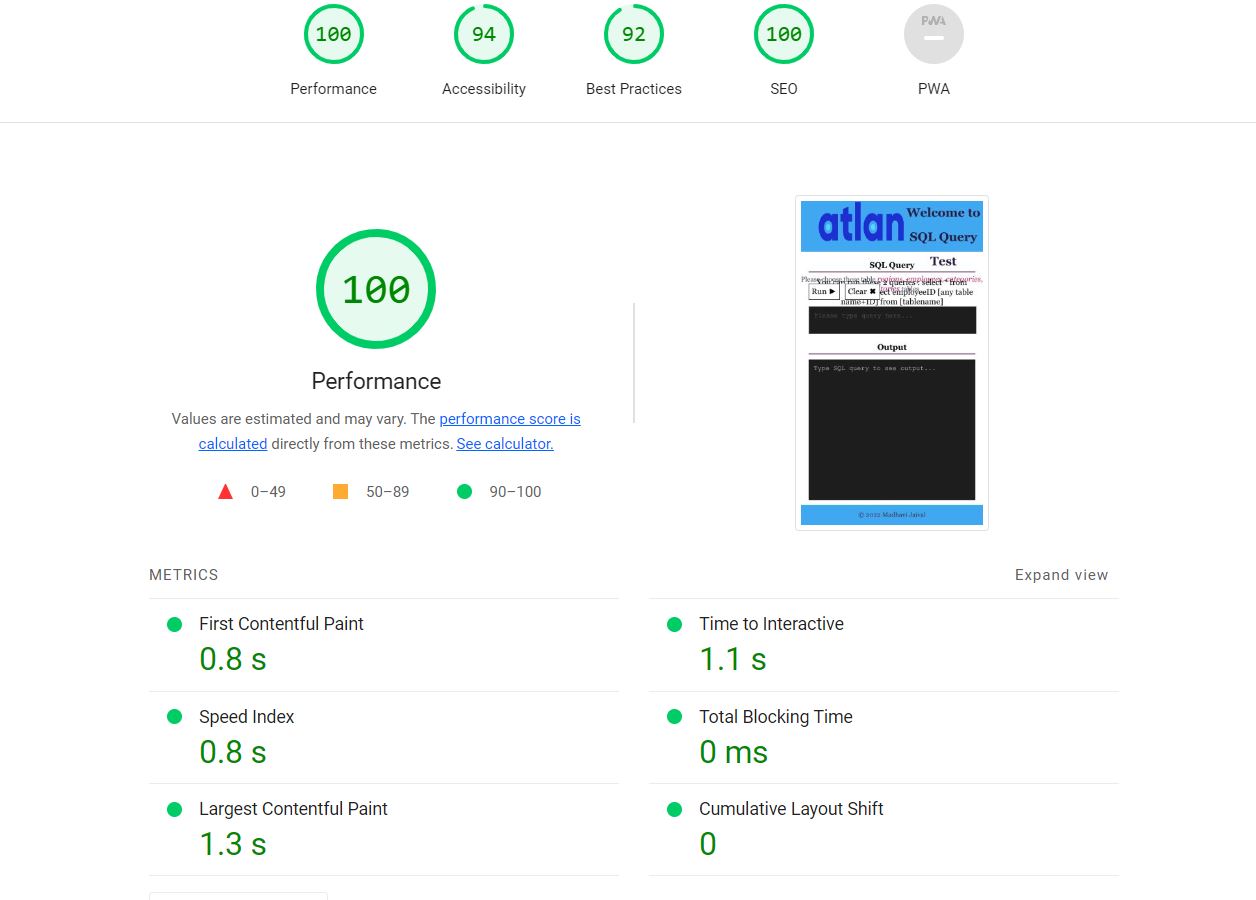 100
94
92
100
PWA
Performance
Accessibility
Best Practices
SEO
PWA
100
Performance
Values are estimated and may vary. The performance score is
calculated directly from these metrics. See calculator.
0–49
50–89
90–100
atlan
Welcome to
SQL Query
Test
SQL Query
Please choose these table regions, employees, categories,
You can run these 2 queries : select * from
Run ▶
Clear ✖
employeeID [any table
name+ID] from [tablename]
Please type query here...
Output
Type SQL query to see output...
© 2022 Madhavi Jaisal
METRICS
Expand view
First Contentful Paint
0.8 s
Time to Interactive
1.1 s
Speed Index
0.8 s
Total Blocking Time
0 ms
Largest Contentful Paint
1.3 s
Cumulative Layout Shift
0